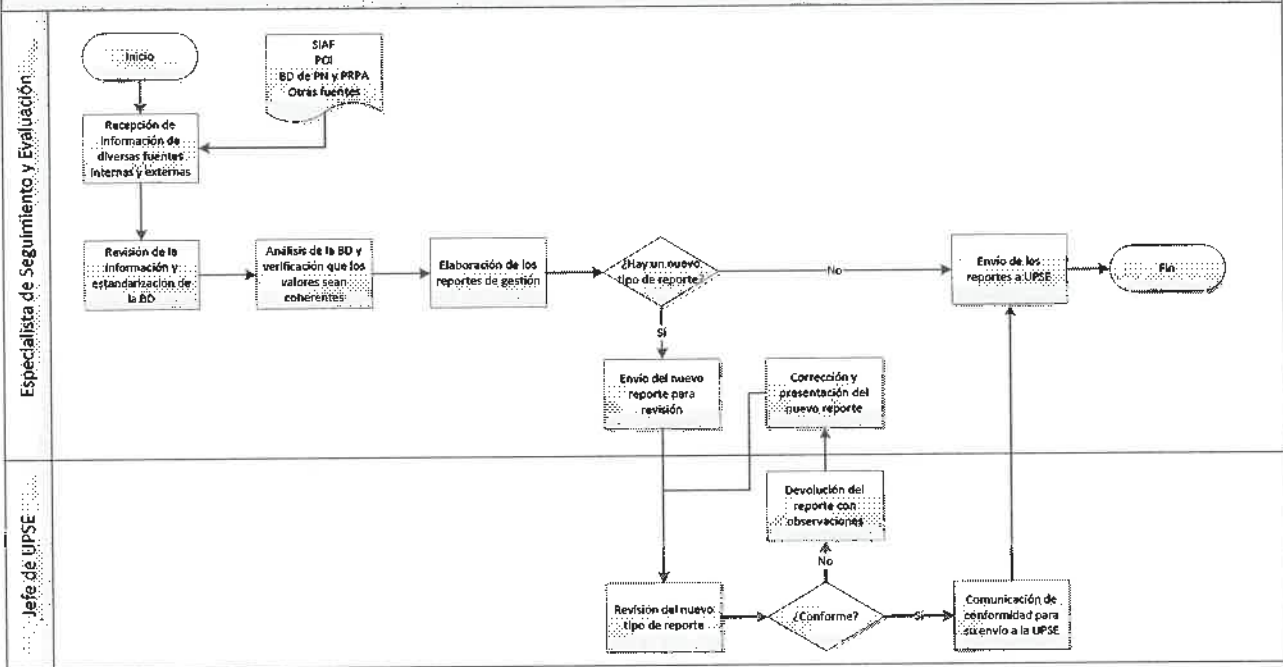 Especialista de Seguimiento y Evaluación
Inicio
SIAF
POI
BD de PN y PRPA
Otras fuentes
Recepción de
información de
diversas fuentes
internas y externas
Revisión de la
información y
estandarización de
la BD
Análisis de la BD y
verificación que los
valores sean
coherentes
Elaboración de los
reportes de gestión
¿Hay un nuevo
tipo de reporte?
No
Envío de los
reportes a UPSE
Fin
Sí
Envío del nuevo
reporte para
revisión
Corrección y
presentación del
nuevo reporte
Jefe de UPSE
Devolución del
reporte con
observaciones
No
Revisión del nuevo
tipo de reporte
¿Conforme?
Sí
Comunicación de
conformidad para
su envío a la UPSE